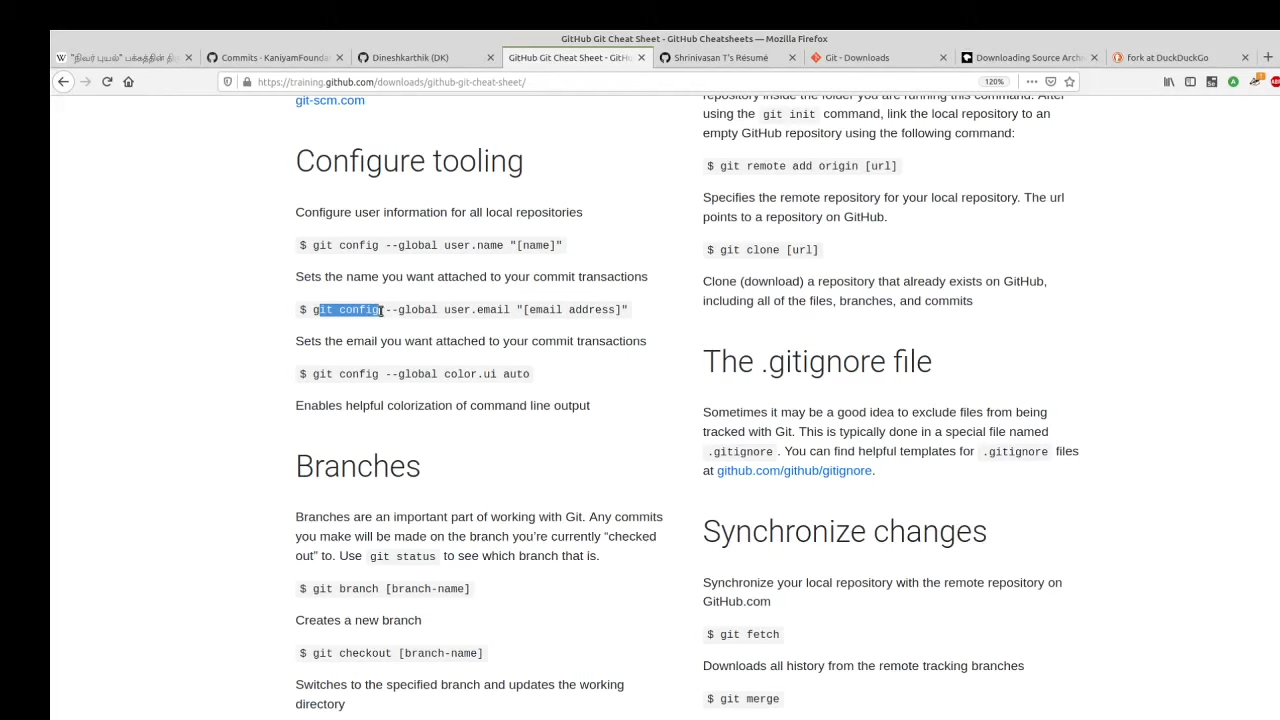 GitHub Git Cheat Sheet - GitHub Cheatsheets — Mozilla Firefox
"நிவர் புயல்" பக்கத்தின் தி
Commits · KaniyamFounda
Dineshkarthik (DK)
GitHub Git Cheat Sheet - GitHu
Shrinivasan T's Résumé
Git - Downloads
Downloading Source Arch
fork at DuckDuckGo
https://training.github.com/downloads/github-git-cheat-sheet/
120%
git-scm.com
Configure tooling
Configure user information for all local repositories
$ git config --global user.name "[name]"
Sets the name you want attached to your commit transactions
$ git config --global user.email "[email address]"
Sets the email you want attached to your commit transactions
$ git config --global color.ui auto
Enables helpful colorization of command line output
Branches
Branches are an important part of working with Git. Any commits
you make will be made on the branch you’re currently “checked
out” to. Use git status to see which branch that is.
$ git branch [branch-name]
Creates a new branch
$ git checkout [branch-name]
Switches to the specified branch and updates the working
directory
repository inside the folder you are running this command. After
using the git init command, link the local repository to an
empty GitHub repository using the following command:
$ git remote add origin [url]
Specifies the remote repository for your local repository. The url
points to a repository on GitHub.
$ git clone [url]
Clone (download) a repository that already exists on GitHub,
including all of the files, branches, and commits
The .gitignore file
Sometimes it may be a good idea to exclude files from being
tracked with Git. This is typically done in a special file named
.gitignore . You can find helpful templates for .gitignore files
at github.com/github/gitignore.
Synchronize changes
Synchronize your local repository with the remote repository on
GitHub.com
$ git fetch
Downloads all history from the remote tracking branches
$ git merge